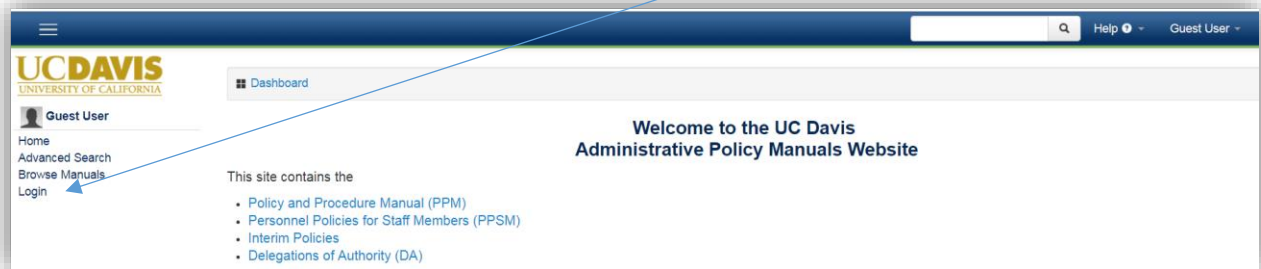 Help
Guest User
UCDAVIS
UNIVERSITY OF CALIFORNIA
Dashboard
Guest User
Home
Advanced Search
Browse Manuals
Login
Welcome to the UC Davis
Administrative Policy Manuals Website
This site contains the
• Policy and Procedure Manual (PPM)
• Personnel Policies for Staff Members (PPSM)
• Interim Policies
• Delegations of Authority (DA)